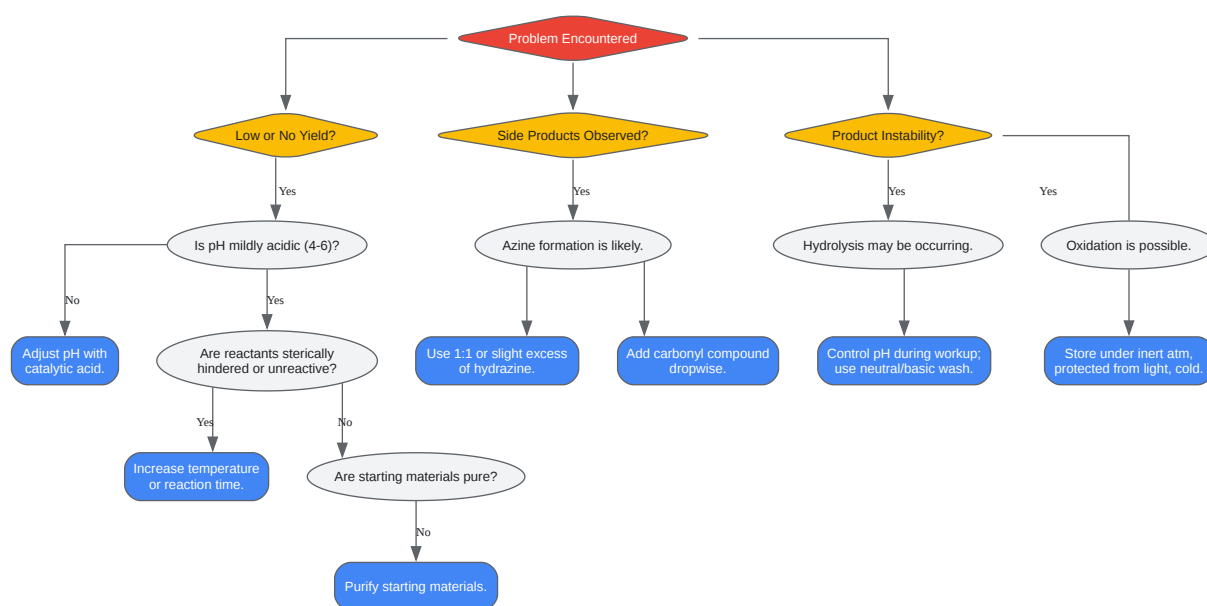 Problem Encountered
Low or No Yield?
Side Products Observed?
Product Instability?
Yes
Yes
Yes
Yes
Is pH mildly acidic (4-6)?
Azine formation is likely.
Hydrolysis may be occurring.
Oxidation is possible.
No
Yes
Adjust pH with
catalytic acid.
Are reactants sterically
hindered or unreactive?
Use 1:1 or slight excess
of hydrazine.
Add carbonyl compound
dropwise.
Control pH during workup;
use neutral/basic wash.
Store under inert atm,
protected from light, cold.
Yes
No
Increase temperature
or reaction time.
Are starting materials pure?
No
Purify starting materials.